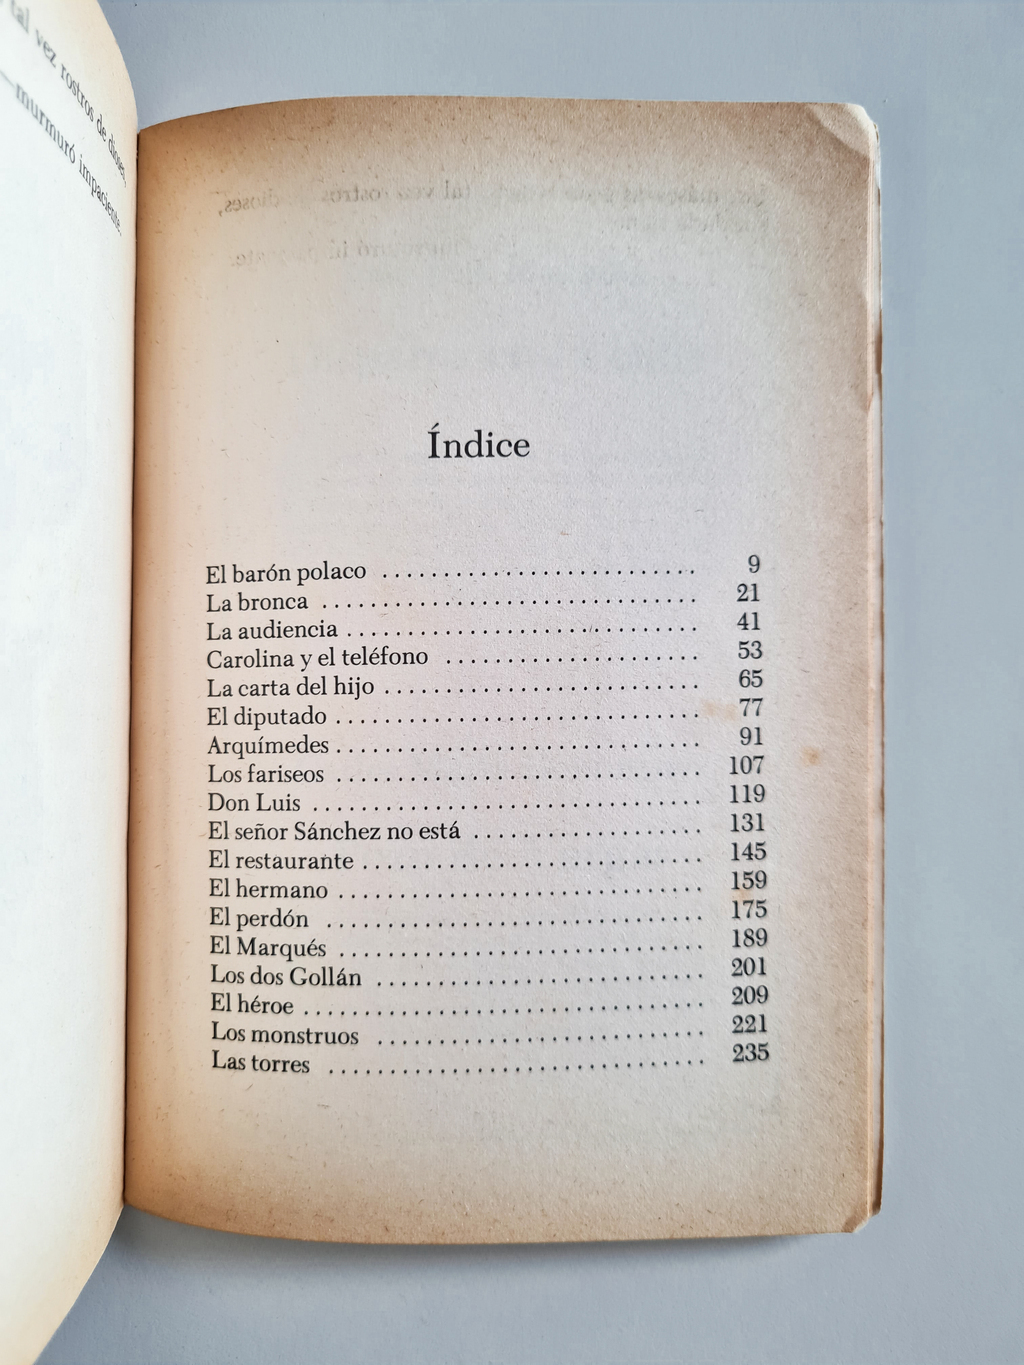 tal vez rostros de dioses,
—murmuró impaciente.
Índice
El barón polaco ........................... 9
La bronca ................................ 21
La audiencia .............................. 41
Carolina y el teléfono ..................... 53
La carta del hijo .......................... 65
El diputado ............................... 77
Arquímedes ............................... 91
Los fariseos ............................... 107
Don Luis ................................. 119
El señor Sánchez no está ................... 131
El restaurante ............................. 145
El hermano ............................... 159
El perdón ................................ 175
El Marqués ............................... 189
Los dos Gollán ............................ 201
El héroe .................................. 209
Los monstruos ............................ 221
Las torres ................................ 235